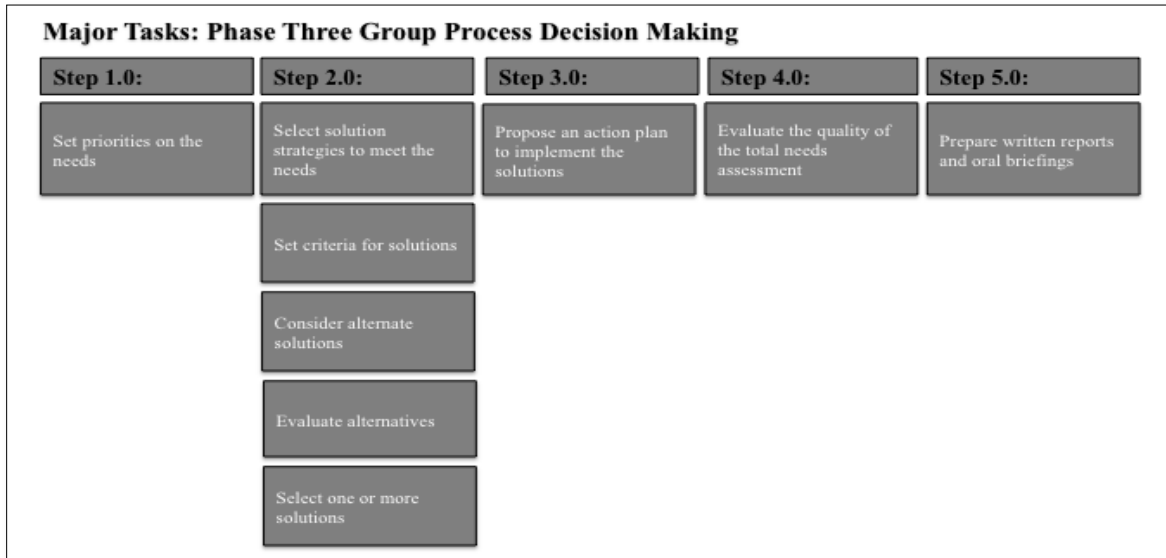 Major Tasks: Phase Three Group Process Decision Making
Step 1.0:
Set priorities on the
needs
Step 2.0:
Select solution
strategies to meet the
needs
Set criteria for solutions
Consider alternate
solutions
Evaluate alternatives
Select one or more
solutions
Step 3.0:
Propose an action plan
to implement the
solutions
Step 4.0:
Evaluate the quality of
the total needs
assessment
Step 5.0:
Prepare written reports
and oral briefings